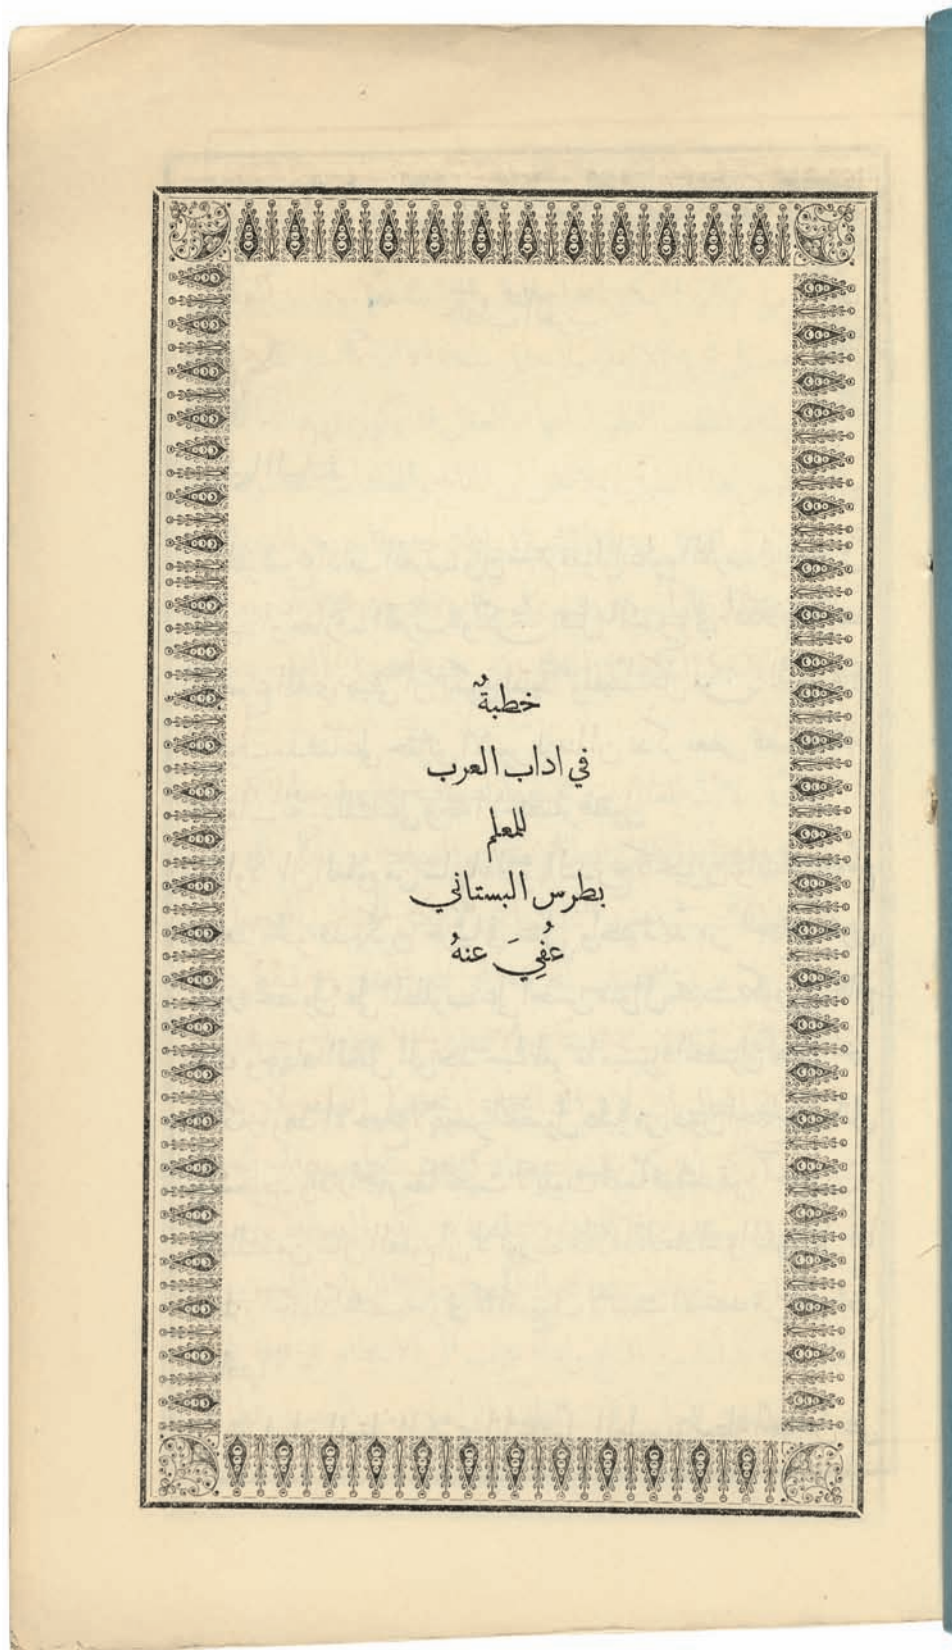 خطبةٌ
في اداب العرب
للمعلم
بطرس البستاني
عُفِيَ عنهُ